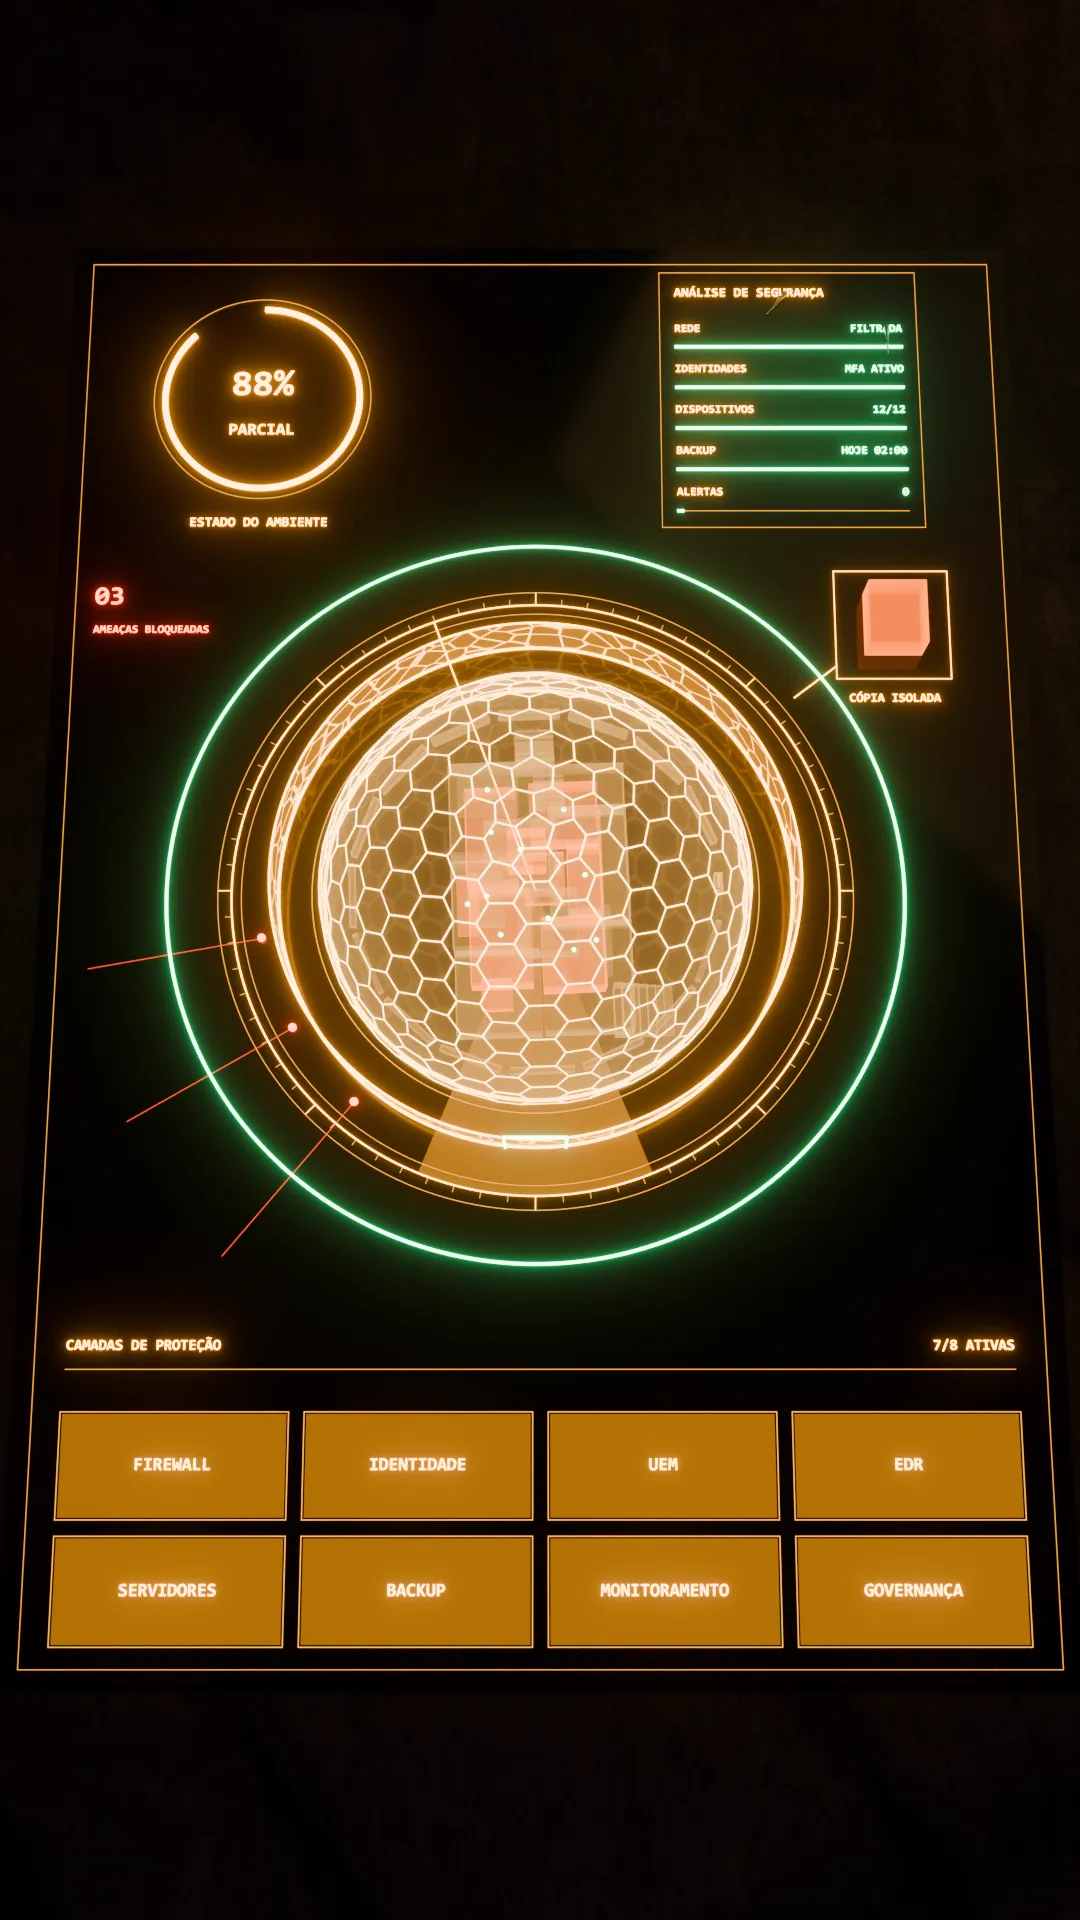 88%
PARCIAL
ESTADO DO AMBIENTE
ANÁLISE DE SEGURANÇA
REDE FILTRADA
IDENTIDADES MFA ATIVO
DISPOSITIVOS 12/12
BACKUP HOJE 02:00
ALERTAS 0
03
AMEAÇAS BLOQUEADAS
CÓPIA ISOLADA
CAMADAS DE PROTEÇÃO 7/8 ATIVAS
FIREWALL IDENTIDADE UEM EDR
SERVIDORES BACKUP MONITORAMENTO GOVERNANÇA